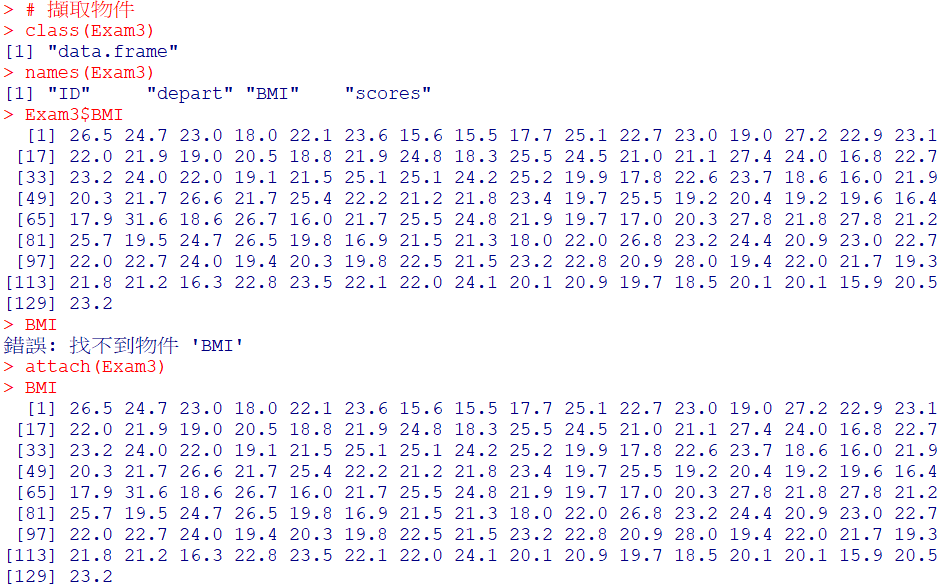 > # 擷取物件
> class(Exam3)
[1] "data.frame"
> names(Exam3)
[1] "ID"     "depart" "BMI"    "scores"
> Exam3$BMI
  [1] 26.5 24.7 23.0 18.0 22.1 23.6 15.6 15.5 17.7 25.1 22.7 23.0 19.0 27.2 22.9 23.1
 [17] 22.0 21.9 19.0 20.5 18.8 21.9 24.8 18.3 25.5 24.5 21.0 21.1 27.4 24.0 16.8 22.7
 [33] 23.2 24.0 22.0 19.1 21.5 25.1 25.1 24.2 25.2 19.9 17.8 22.6 23.7 18.6 16.0 21.9
 [49] 20.3 21.7 26.6 21.7 25.4 22.2 21.2 21.8 23.4 19.7 25.5 19.2 20.4 19.2 19.6 16.4
 [65] 17.9 31.6 18.6 26.7 16.0 21.7 25.5 24.8 21.9 19.7 17.0 20.3 27.8 21.8 27.8 21.2
 [81] 25.7 19.5 24.7 26.5 19.8 16.9 21.5 21.3 18.0 22.0 26.8 23.2 24.4 20.9 23.0 22.7
 [97] 22.0 22.7 24.0 19.4 20.3 19.8 22.5 21.5 23.2 22.8 20.9 28.0 19.4 22.0 21.7 19.3
[113] 21.8 21.2 16.3 22.8 23.5 22.1 22.0 24.1 20.1 20.9 19.7 18.5 20.1 20.1 15.9 20.5
[129] 23.2
> BMI
錯誤: 找不到物件 'BMI'
> attach(Exam3)
> BMI
  [1] 26.5 24.7 23.0 18.0 22.1 23.6 15.6 15.5 17.7 25.1 22.7 23.0 19.0 27.2 22.9 23.1
 [17] 22.0 21.9 19.0 20.5 18.8 21.9 24.8 18.3 25.5 24.5 21.0 21.1 27.4 24.0 16.8 22.7
 [33] 23.2 24.0 22.0 19.1 21.5 25.1 25.1 24.2 25.2 19.9 17.8 22.6 23.7 18.6 16.0 21.9
 [49] 20.3 21.7 26.6 21.7 25.4 22.2 21.2 21.8 23.4 19.7 25.5 19.2 20.4 19.2 19.6 16.4
 [65] 17.9 31.6 18.6 26.7 16.0 21.7 25.5 24.8 21.9 19.7 17.0 20.3 27.8 21.8 27.8 21.2
 [81] 25.7 19.5 24.7 26.5 19.8 16.9 21.5 21.3 18.0 22.0 26.8 23.2 24.4 20.9 23.0 22.7
 [97] 22.0 22.7 24.0 19.4 20.3 19.8 22.5 21.5 23.2 22.8 20.9 28.0 19.4 22.0 21.7 19.3
[113] 21.8 21.2 16.3 22.8 23.5 22.1 22.0 24.1 20.1 20.9 19.7 18.5 20.1 20.1 15.9 20.5
[129] 23.2